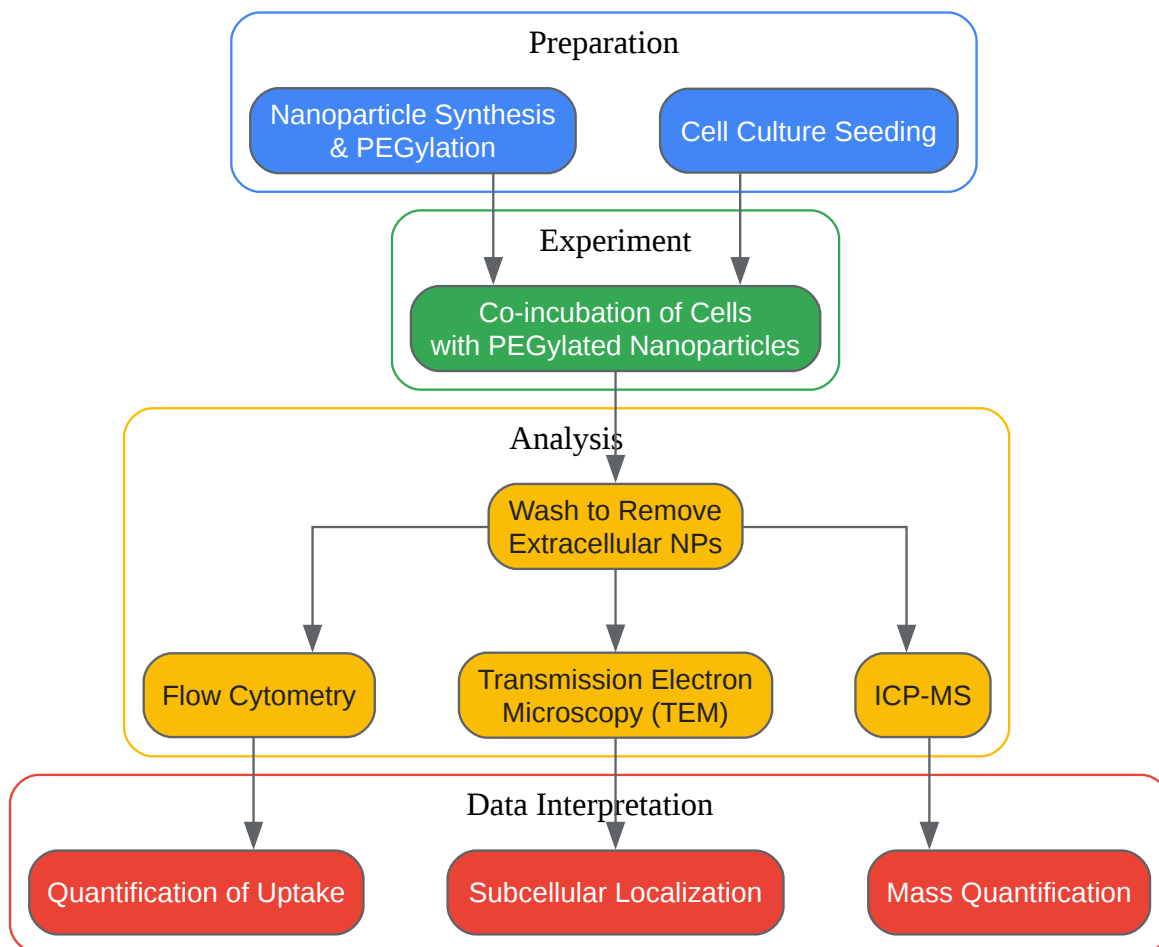 Preparation
Nanoparticle Synthesis
& PEGylation
Cell Culture Seeding
Experiment
Co-incubation of Cells
with PEGylated Nanoparticles
Analysis
Wash to Remove
Extracellular NPs
Flow Cytometry
Transmission Electron
Microscopy (TEM)
ICP-MS
Data Interpretation
Quantification of Uptake
Subcellular Localization
Mass Quantification